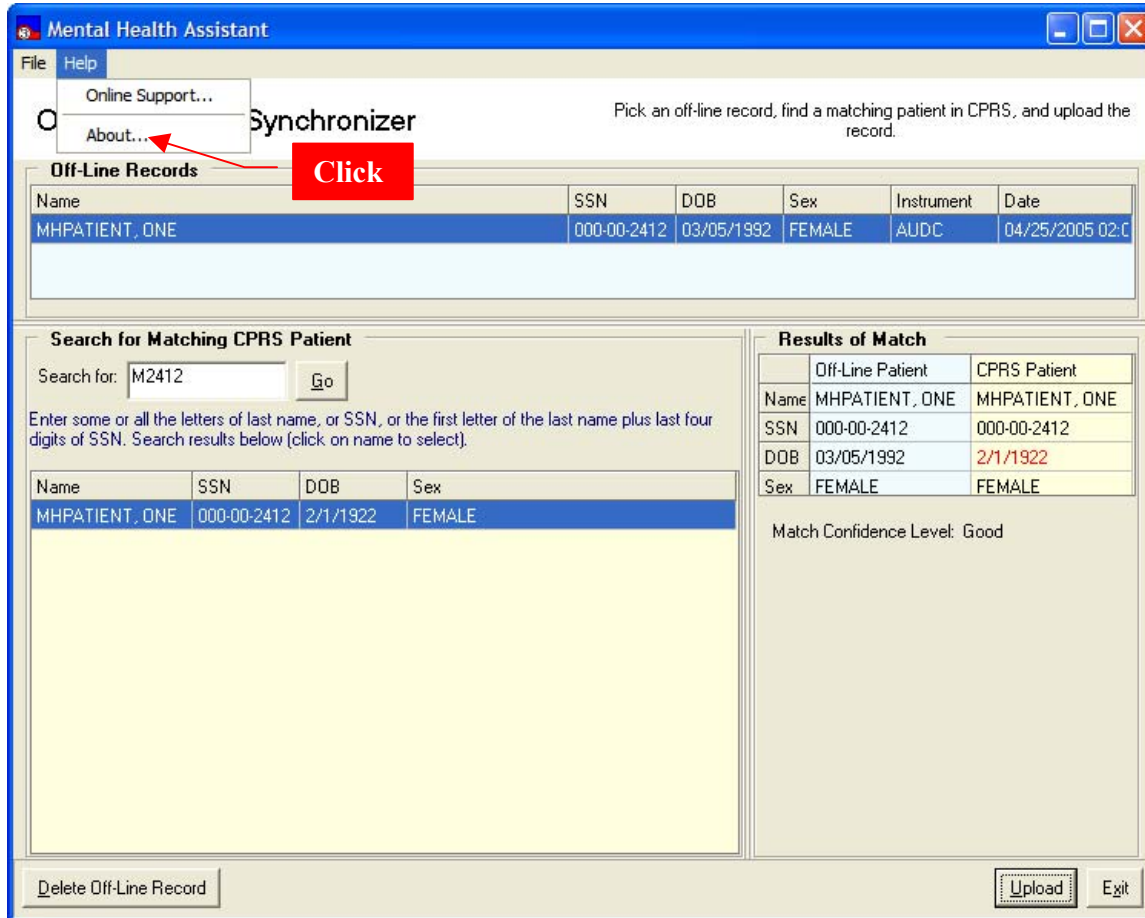 Mental Health Assistant
File Help
Online Support...
About...
O
Synchronizer
Pick an off-line record, find a matching patient in CPRS, and upload the
record.
Click
Off-Line Records
Name SSN DOB Sex Instrument Date
MHPATIENT, ONE 000-00-2412 03/05/1992 FEMALE AUDC 04/25/2005 02:0
Search for Matching CPRS Patient
Search for: M2412 Go
Enter some or all the letters of last name, or SSN, or the first letter of the last name plus last four
digits of SSN. Search results below (click on name to select).
Name SSN DOB Sex
MHPATIENT, ONE 000-00-2412 2/1/1922 FEMALE
Results of Match
Off-Line Patient CPRS Patient
Name MHPATIENT, ONE MHPATIENT, ONE
SSN 000-00-2412 000-00-2412
DOB 03/05/1992 2/1/1922
Sex FEMALE FEMALE
Match Confidence Level: Good
Delete Off-Line Record Upload Exit